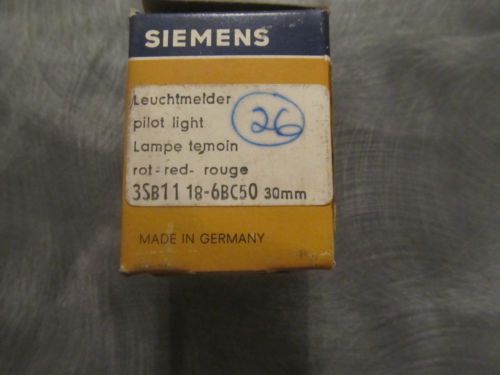 SIEMENS
Leuchtmelder
pilot light
26
Lampe temoin
rot-red- rouge
3SB11 18-6BC50 30mm
MADE IN GERMANY